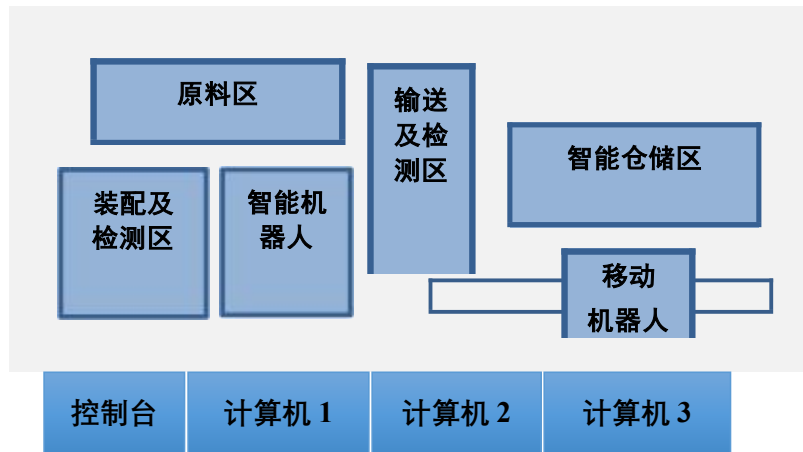 原料区
输送
及检
测区
智能仓储区
装配及
检测区
智能机
器人
移动
机器人
控制台
计算机 1
计算机 2
计算机 3